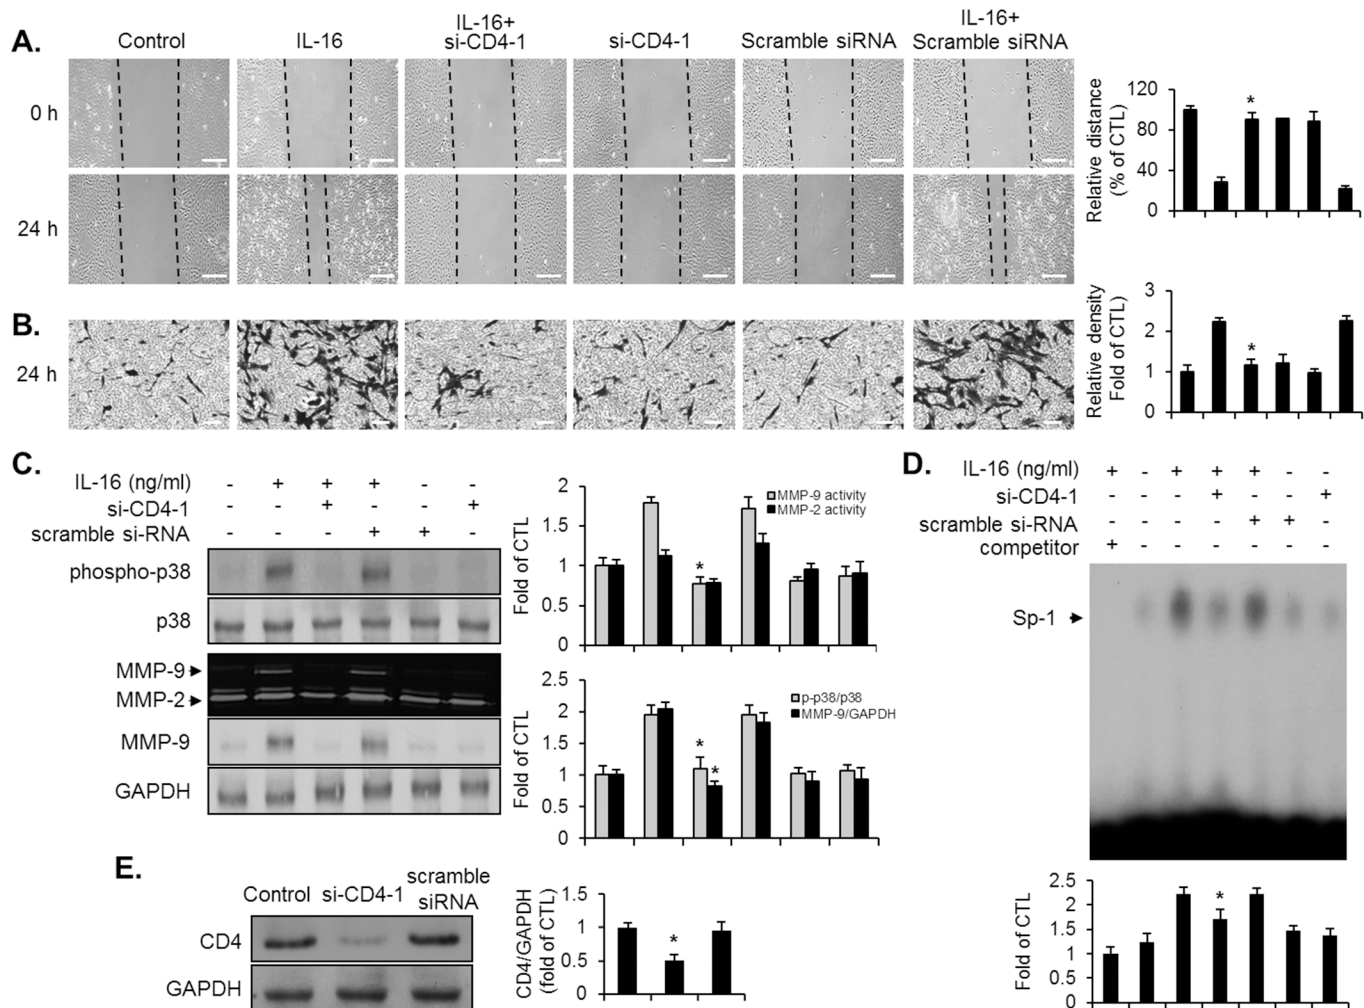 A.
Control
IL-16
IL-16+
si-CD4-1
si-CD4-1
Scramble siRNA
IL-16+
Scramble siRNA
0 h
24 h
Relative distance
(% of CTL)
120
80
40
0
*
B.
24 h
Relative density
Fold of CTL)
3
2
1
0
*
C.
IL-16 (ng/ml) - + + + - -
si-CD4-1 - - + - - +
scramble si-RNA - - - + + -
phospho-p38
p38
MMP-9
MMP-2
MMP-9
GAPDH
Fold of CTL
2
1.5
1
0.5
0
MMP-9 activity
MMP-2 activity
*
Fold of CTL
2.5
2
1.5
1
0.5
0
p-p38/p38
MMP-9/GAPDH
*
*
D.
IL-16 (ng/ml) + - + + + - -
si-CD4-1 - - - + - - +
scramble si-RNA - - - - + + -
competitor + - - - - - -
Sp-1
Fold of CTL
2.5
2
1.5
1
0.5
0
*
E.
Control
si-CD4-1
scramble
siRNA
CD4
GAPDH
CD4/GAPDH
(fold of CTL)
1.5
1
0.5
0
*